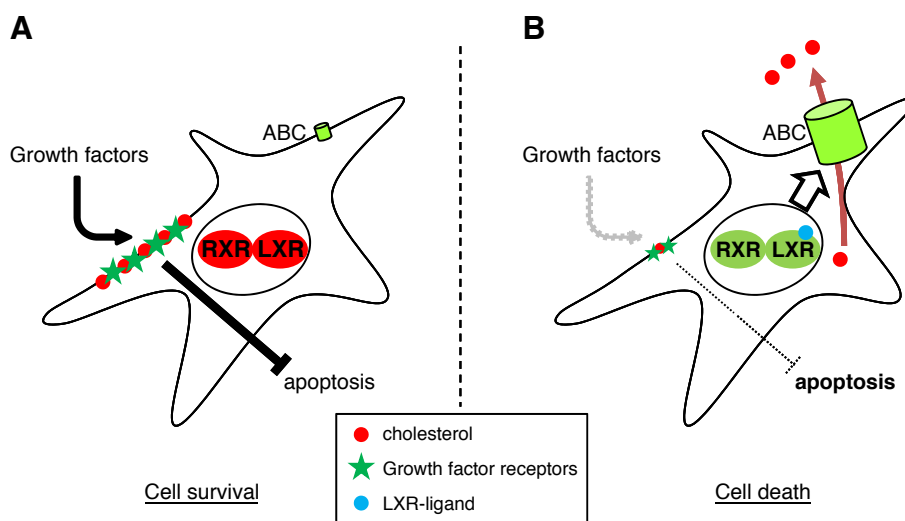 A
ABC
Growth factors
RXR LXR
apoptosis
Cell survival
B
ABC
Growth factors
RXR LXR
apoptosis
Cell death
cholesterol
Growth factor receptors
LXR-ligand